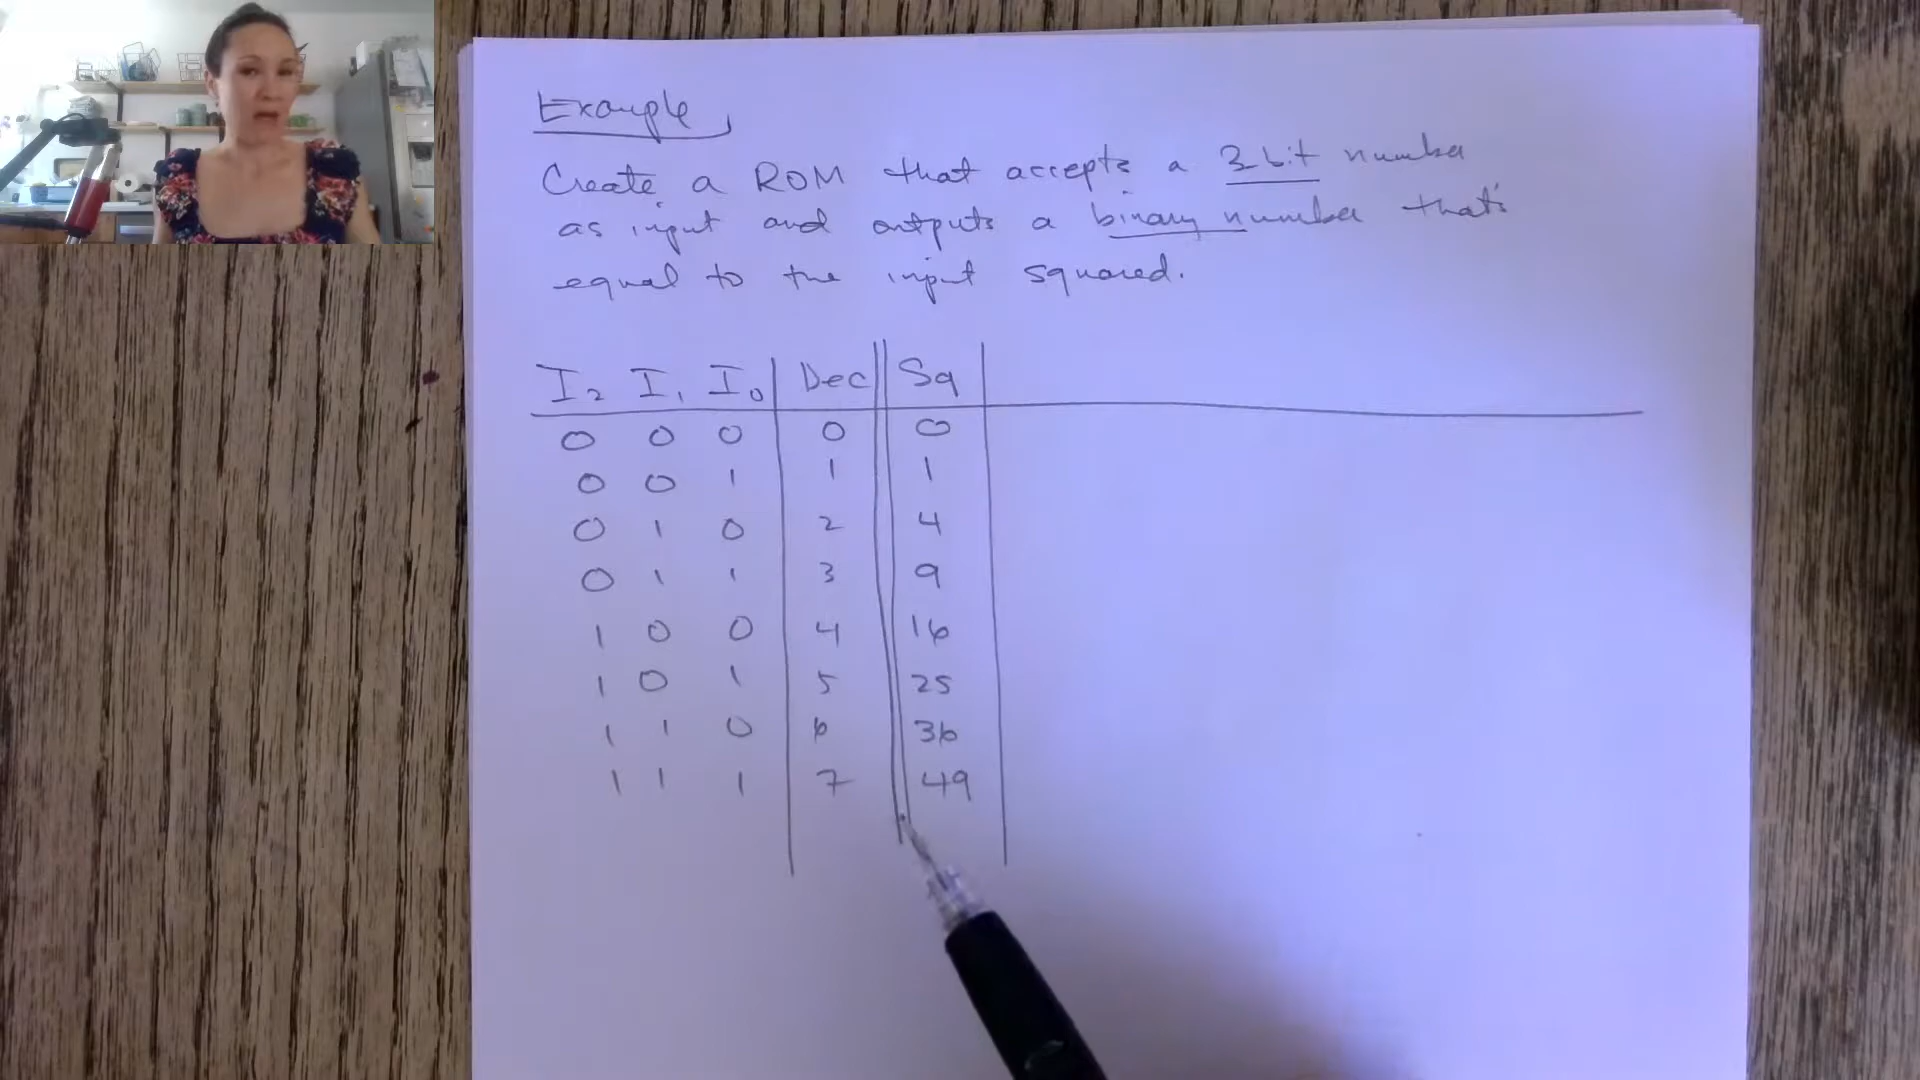 Example
Create a ROM that accepts a 3 bit number
as input and outputs a binary number that's
equal to the input squared.
I₂ I₁ I₀ Dec Sq
0 0 0 0 0
0 0 1 1 1
0 1 0 2 4
0 1 1 3 9
1 0 0 4 16
1 0 1 5 25
1 1 0 6 36
1 1 1 7 49